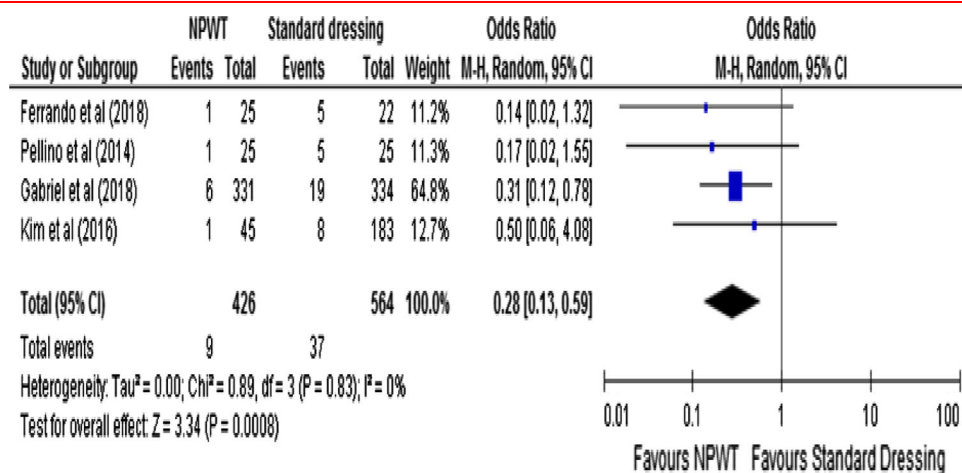 NPWT Standard dressing Odds Ratio Odds Ratio
Study or Subgroup Events Total Events Total Weight M-H, Random, 95% CI M-H, Random, 95% CI
Ferrando et al (2018) 1 25 5 22 11.2% 0.14 [0.02, 1.32]
Pellino et al (2014) 1 25 5 25 11.3% 0.17 [0.02, 1.55]
Gabriel et al (2018) 6 331 19 334 64.8% 0.31 [0.12, 0.78]
Kim et al (2016) 1 45 8 183 12.7% 0.50 [0.06, 4.08]
Total (95% CI) 426 564 100.0% 0.28 [0.13, 0.59]
Total events 9 37
Heterogeneity: Tau² = 0.00; Chi² = 0.89, df = 3 (P = 0.83); I² = 0%
Test for overall effect: Z = 3.34 (P = 0.0008)
0.01 0.1 1 10 100
Favours NPWT Favours Standard Dressing